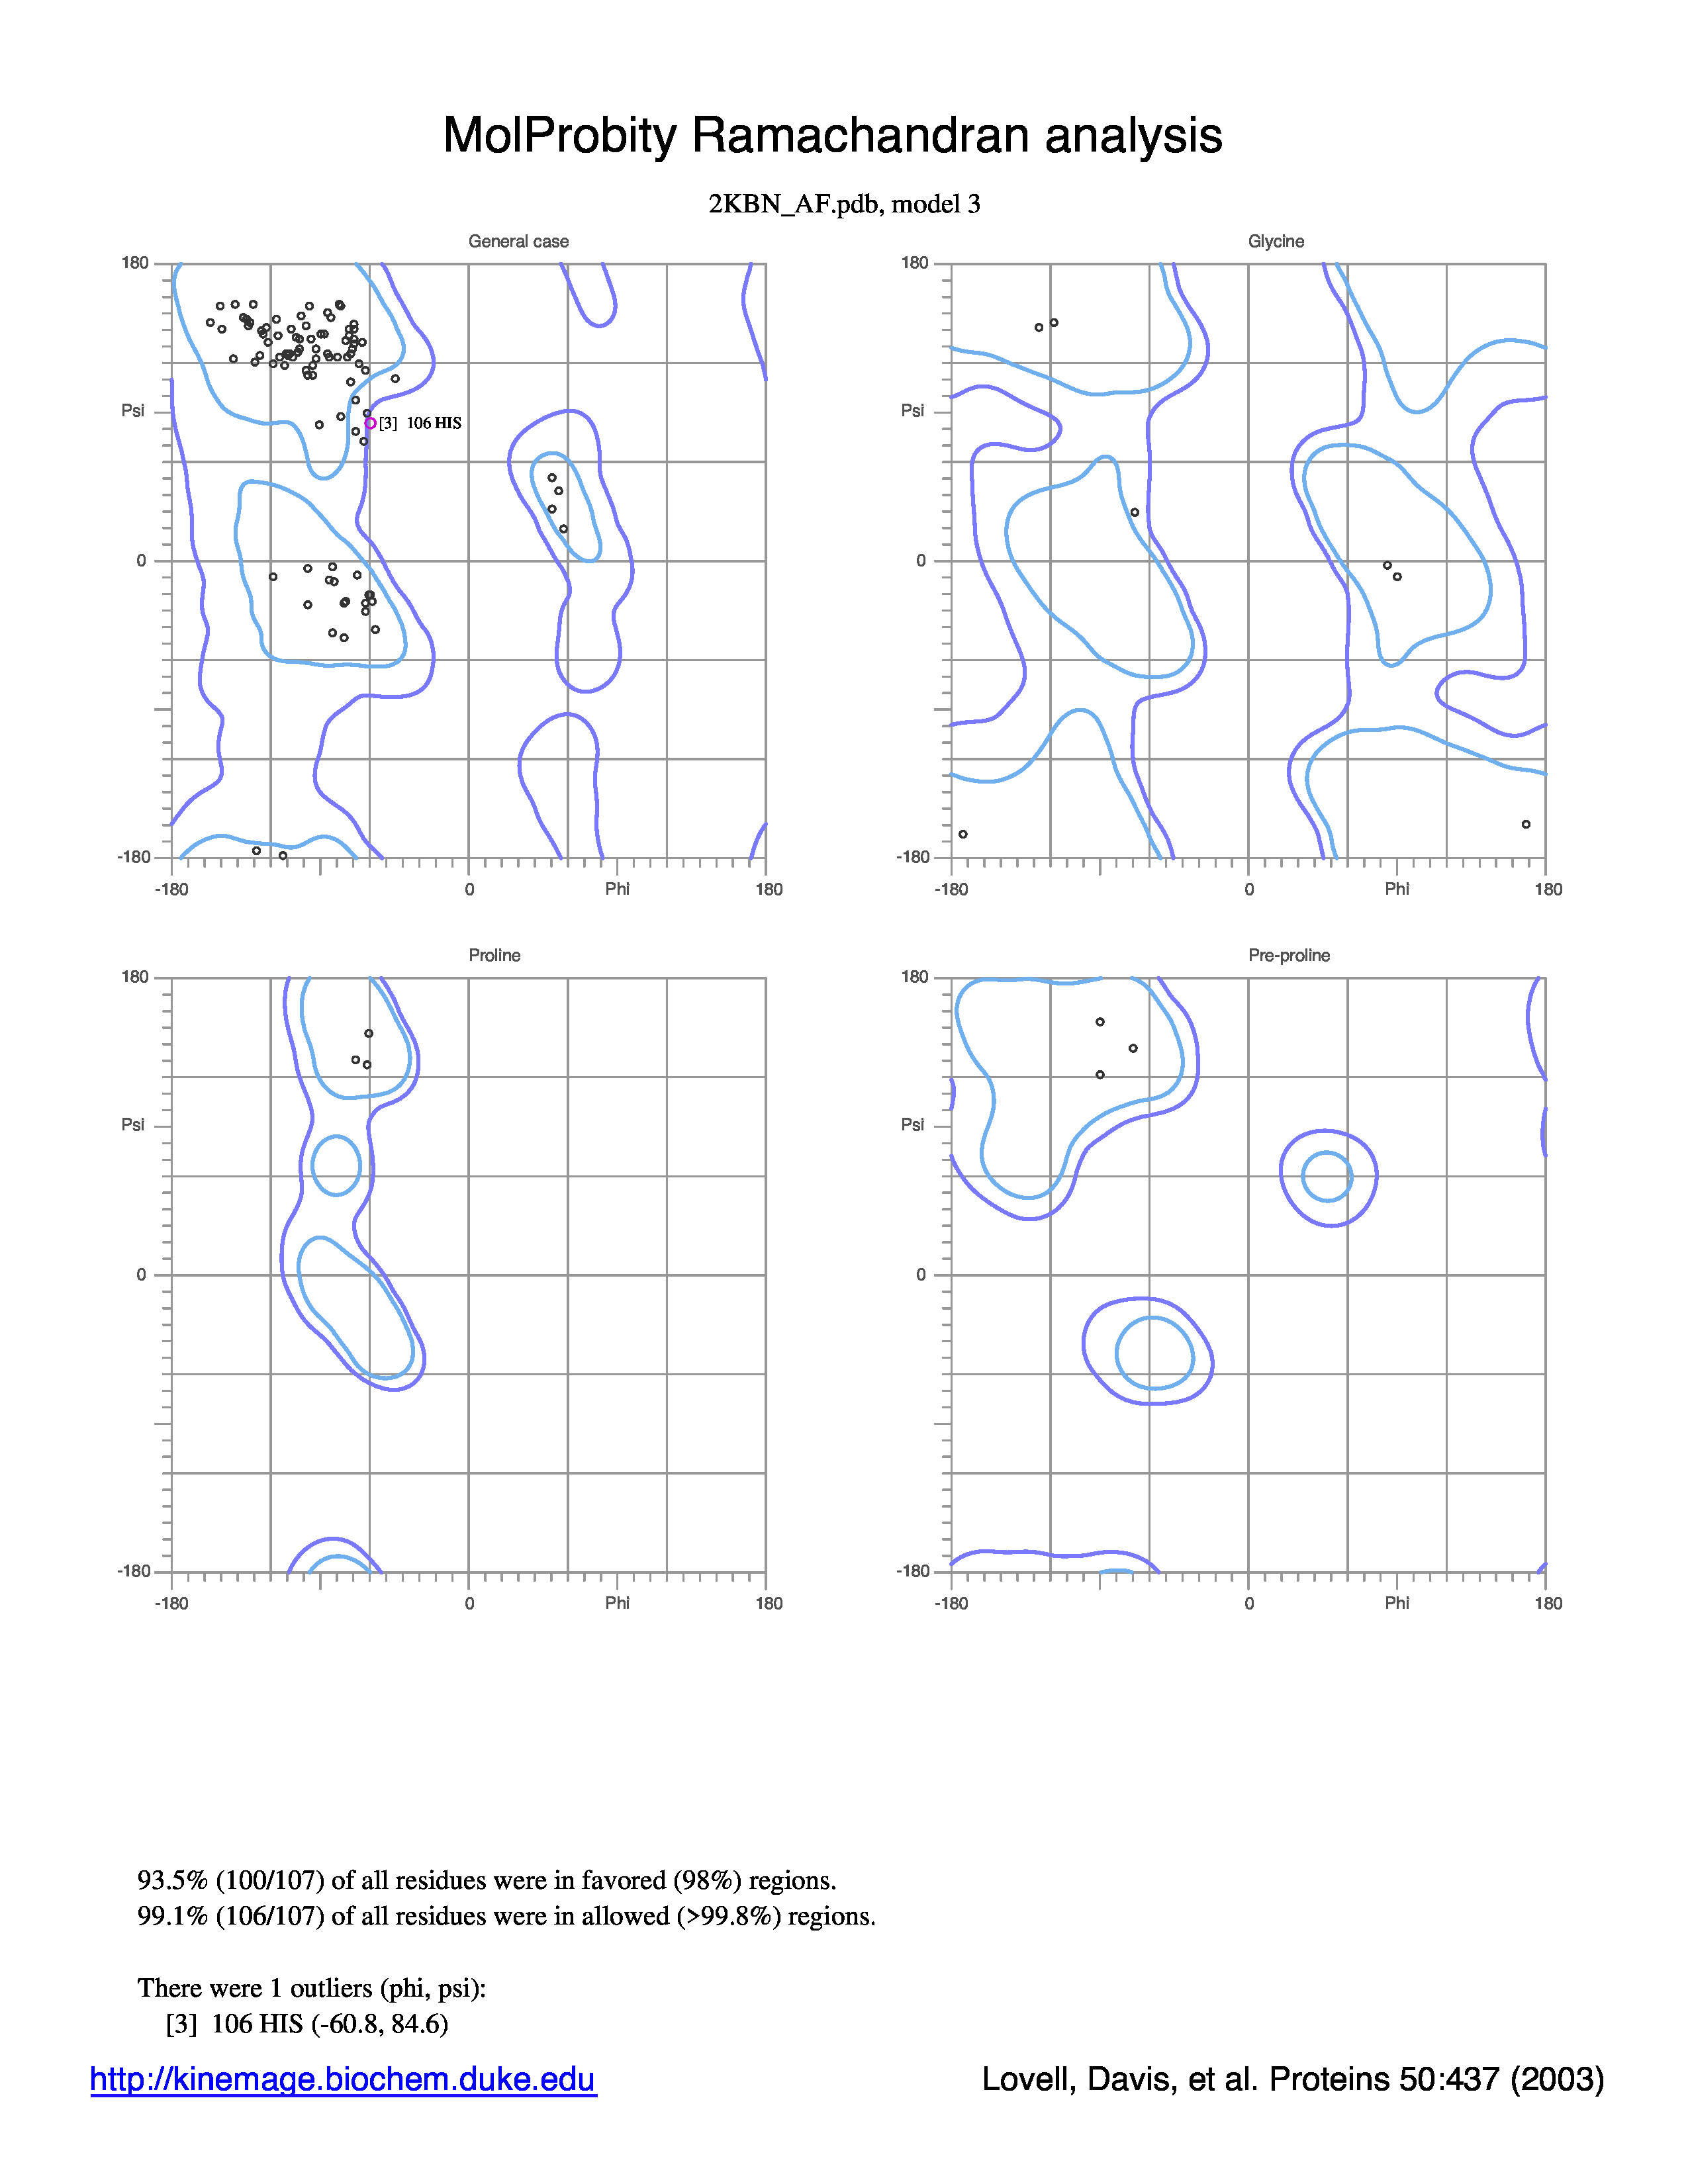 MolProbity Ramachandran analysis
2KBN_AF.pdb, model 3
General case
180
Psi
0
-180
-180
0
Phi
180
[3] 106 HIS
Glycine
180
Psi
0
-180
-180
0
Phi
180
Proline
180
Psi
0
-180
-180
0
Phi
180
Pre-proline
180
Psi
0
-180
-180
0
Phi
180
93.5% (100/107) of all residues were in favored (98%) regions.
99.1% (106/107) of all residues were in allowed (>99.8%) regions.
There were 1 outliers (phi, psi):
[3] 106 HIS (-60.8, 84.6)
http://kinemage.biochem.duke.edu
Lovell, Davis, et al. Proteins 50:437 (2003)